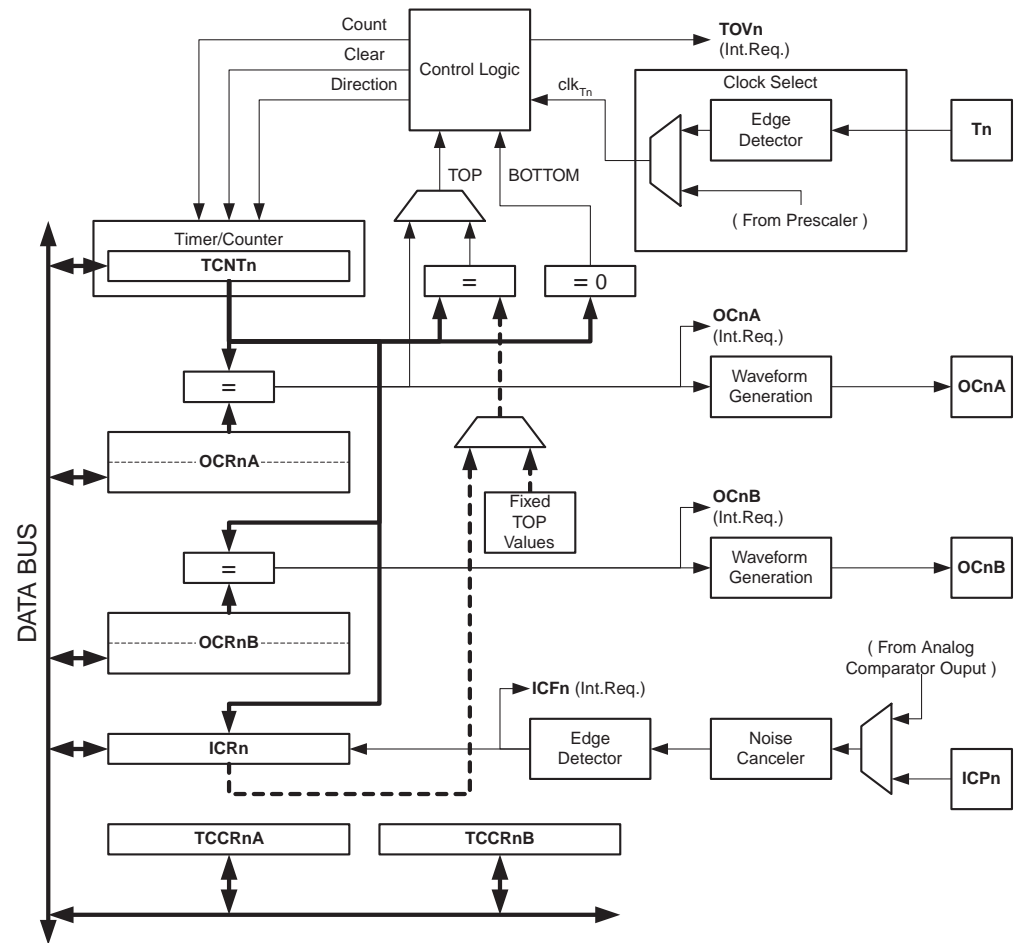 Count
Clear
Direction
Control Logic
TOVn
(Int.Req.)
clkTn
Clock Select
Edge
Detector
Tn
( From Prescaler )
TOP
BOTTOM
Timer/Counter
TCNTn
=
= 0
OCnA
(Int.Req.)
=
Waveform
Generation
OCnA
OCRnA
Fixed
TOP
Values
OCnB
(Int.Req.)
=
Waveform
Generation
OCnB
OCRnB
DATA BUS
( From Analog
Comparator Ouput )
ICFn (Int.Req.)
ICRn
Edge
Detector
Noise
Canceler
ICPn
TCCRnA
TCCRnB